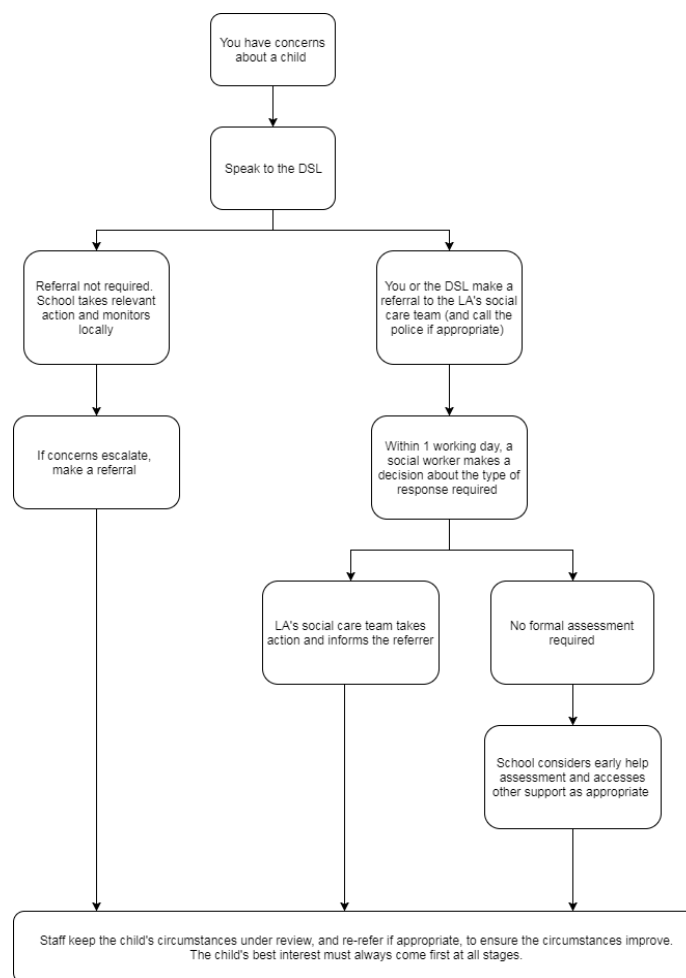 You have concerns
about a child
Speak to the DSL
Referral not required.
School takes relevant
action and monitors
locally
You or the DSL make a
referral to the LA's social
care team (and call the
police if appropriate)
If concerns escalate,
make a referral
Within 1 working day, a
social worker makes a
decision about the type of
response required
LA's social care team takes
action and informs the referrer
No formal assessment
required
School considers early help
assessment and accesses
other support as appropriate
Staff keep the child's circumstances under review, and re-refer if appropriate, to ensure the circumstances improve.
The child's best interest must always come first at all stages.